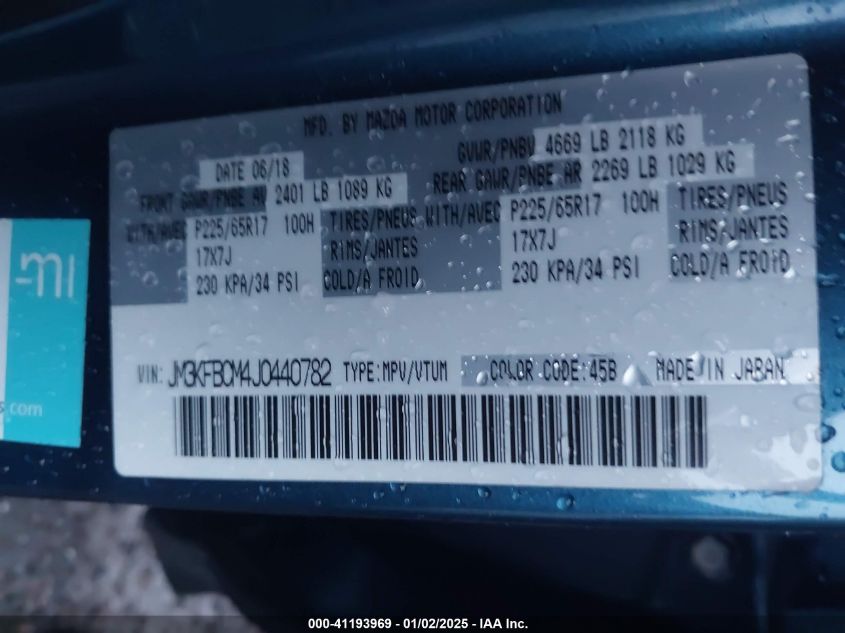 MFD. BY MAZDA MOTOR CORPORATION
DATE 06/18 GVWR/PNBV 4669 LB 2118 KG
FRONT GAWR/PNBE AV 2401 LB 1089 KG REAR GAWR/PNBE AR 2269 LB 1029 KG
WITH/AVEC P225/65R17 100H TIRES/PNEUS WITH/AVEC P225/65R17 100H TIRES/PNEUS
17X7J RIMS/JANTES 17X7J RIMS/JANTES
230 KPA/34 PSI COLD/A FROID 230 KPA/34 PSI COLD/A FROID
VIN: JM3KFBCM4J0440782 TYPE:MPV/VTUM COLOR CODE:45B MADE IN JAPAN
.com
000-41193969 - 01/02/2025 - IAA Inc.